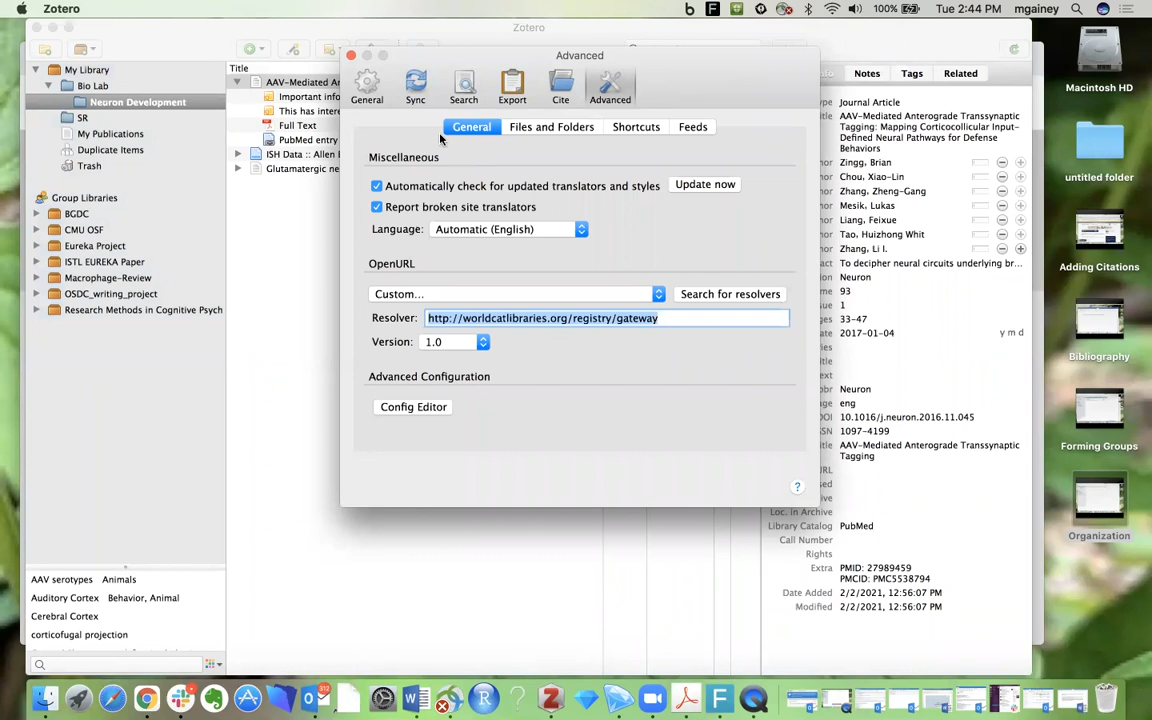 Zotero
100%
Tue 2:44 PM
mgainey
Zotero
Advanced
General
Sync
Search
Export
Cite
Advanced
General
Files and Folders
Shortcuts
Feeds
Miscellaneous
Automatically check for updated translators and styles
Update now
Report broken site translators
Language:
Automatic (English)
OpenURL
Custom...
Search for resolvers
Resolver:
http://worldcatlibraries.org/registry/gateway
Version:
1.0
Advanced Configuration
Config Editor
?
My Library
Bio Lab
Neuron Development
SR
My Publications
Duplicate Items
Trash
Group Libraries
BGDC
CMU OSF
Eureka Project
ISTL EUREKA Paper
Macrophage-Review
OSDC_writing_project
Research Methods in Cognitive Psych
AAV serotypes
Animals
Auditory Cortex
Behavior, Animal
Cerebral Cortex
corticofugal projection
Title
AAV-Mediated An
Important info
This has intere
Full Text
PubMed entry
ISH Data :: Allen
Glutamatergic ne
Notes
Tags
Related
Journal Article
AAV-Mediated Anterograde Transsynaptic
Tagging: Mapping Corticocollicular Input-
Defined Neural Pathways for Defense
Behaviors
Zingg, Brian
Chou, Xiao-Lin
Zhang, Zheng-Gang
Mesik, Lukas
Liang, Feixue
Tao, Huizhong Whit
Zhang, Li I.
To decipher neural circuits underlying br...
Neuron
93
1
33-47
2017-01-04
y m d
Neuron
eng
10.1016/j.neuron.2016.11.045
1097-4199
AAV-Mediated Anterograde Transsynaptic
Tagging
Loc. in Archive
Library Catalog
PubMed
Call Number
Rights
Extra
PMID: 27989459
PMCID: PMC5538794
Date Added
2/2/2021, 12:56:07 PM
Modified
2/2/2021, 12:56:07 PM
Macintosh HD
untitled folder
Adding Citations
Bibliography
Forming Groups
Organization